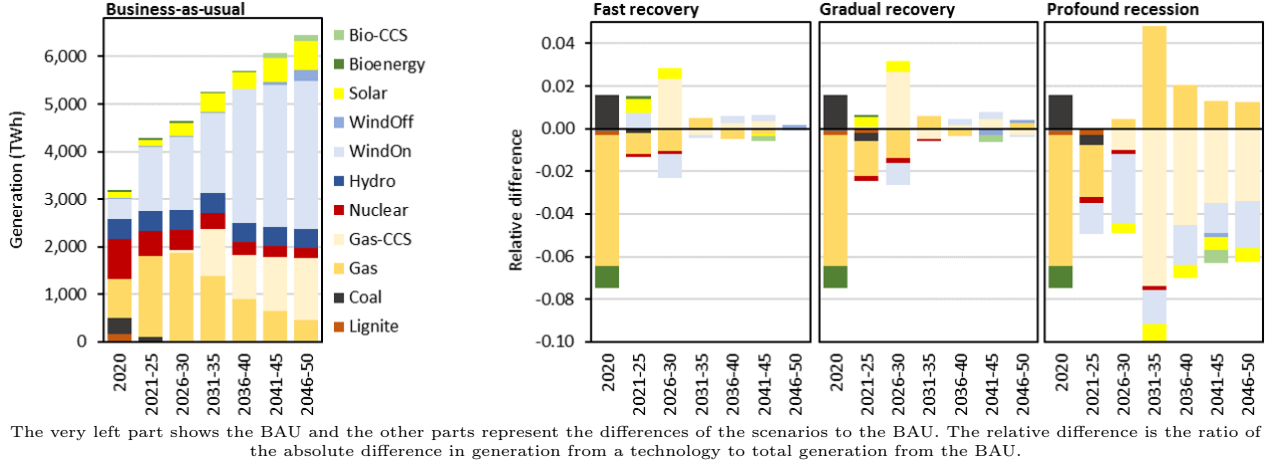 Business-as-usual
Generation (TWh)
6,000
5,000
4,000
3,000
2,000
1,000
0
2020
2021-25
2026-30
2031-35
2036-40
2041-45
2046-50
Bio-CCS
Bioenergy
Solar
WindOff
WindOn
Hydro
Nuclear
Gas-CCS
Gas
Coal
Lignite
Relative difference
0.04
0.02
0.00
-0.02
-0.04
-0.06
-0.08
-0.10
Fast recovery
2020
2021-25
2026-30
2031-35
2036-40
2041-45
2046-50
Gradual recovery
2020
2021-25
2026-30
2031-35
2036-40
2041-45
2046-50
Profound recession
2020
2021-25
2026-30
2031-35
2036-40
2041-45
2046-50
The very left part shows the BAU and the other parts represent the differences of the scenarios to the BAU. The relative difference is the ratio of
the absolute difference in generation from a technology to total generation from the BAU.